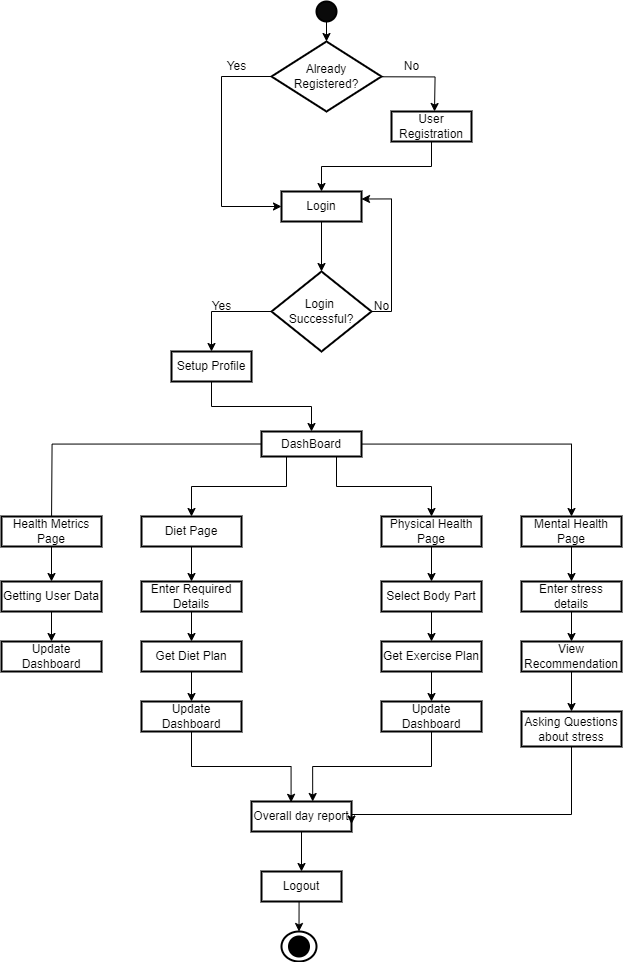 Yes
No
Already
Registered?
User
Registration
Login
Login
Successful?
Yes
No
Setup Profile
DashBoard
Health Metrics
Page
Diet Page
Physical Health
Page
Mental Health
Page
Getting User Data
Enter Required
Details
Select Body Part
Enter stress
details
Update
Dashboard
Get Diet Plan
Get Exercise Plan
View
Recommendation
Update
Dashboard
Update
Dashboard
Asking Questions
about stress
Overall day report
Logout